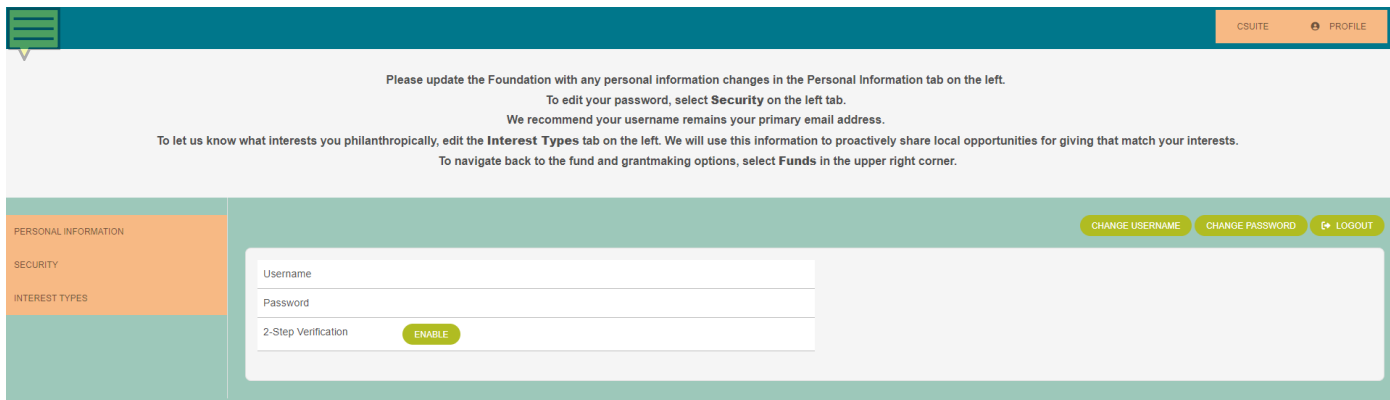 CSUITE PROFILE
Please update the Foundation with any personal information changes in the Personal Information tab on the left.
To edit your password, select Security on the left tab.
We recommend your username remains your primary email address.
To let us know what interests you philanthropically, edit the Interest Types tab on the left. We will use this information to proactively share local opportunities for giving that match your interests.
To navigate back to the fund and grantmaking options, select Funds in the upper right corner.
PERSONAL INFORMATION
SECURITY
INTEREST TYPES
CHANGE USERNAME CHANGE PASSWORD LOGOUT
Username
Password
2-Step Verification ENABLE